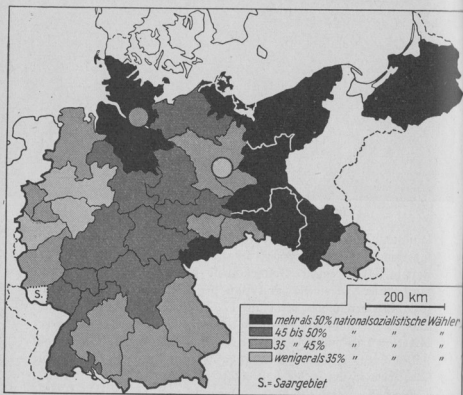 S.
200 km
mehr als 50% nationalsozialistische Wähler
45 bis 50% " " "
35 " 45% " " "
weniger als 35% " " "
S.= Saargebiet